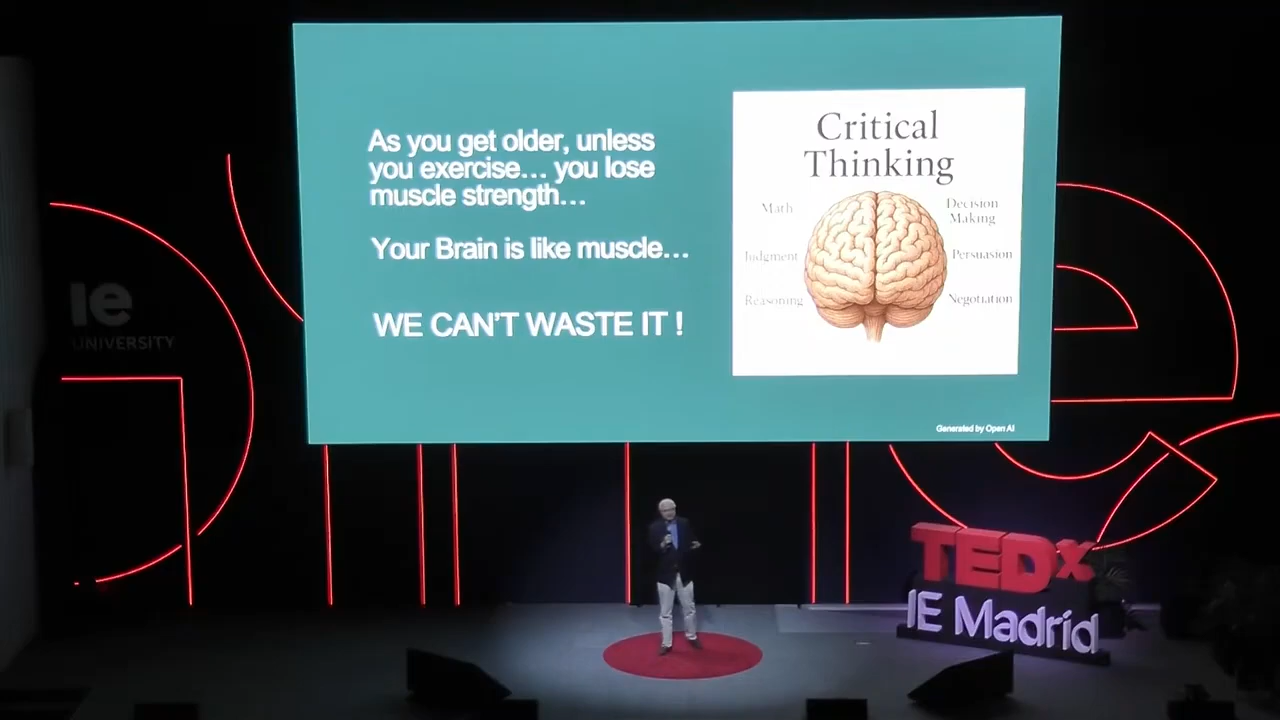 As you get older, unless
you exercise... you lose
muscle strength...
Your Brain is like muscle...
WE CAN'T WASTE IT !
Critical
Thinking
Math
Judgment
Reasoning
Decision
Making
Persuasion
Negotiation
Generated by Open AI
ie
UNIVERSITY
TEDx
IE Madrid